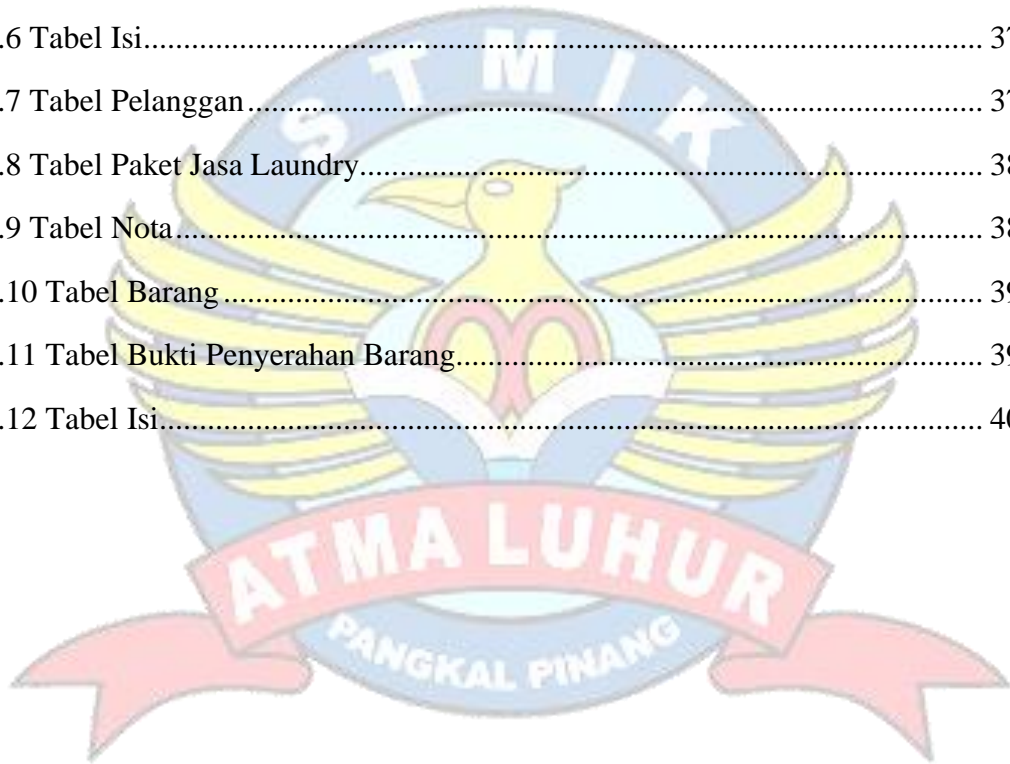 .6 Tabel Isi.......................................................................................................... 37
.7 Tabel Pelanggan............................................................................................. 37
.8 Tabel Paket Jasa Laundry............................................................................... 38
.9 Tabel Nota...................................................................................................... 38
.10 Tabel Barang................................................................................................ 39
.11 Tabel Bukti Penyerahan Barang................................................................... 39
.12 Tabel Isi........................................................................................................ 40
STMIK
ATMA LUHUR
PANGKAL PINANG